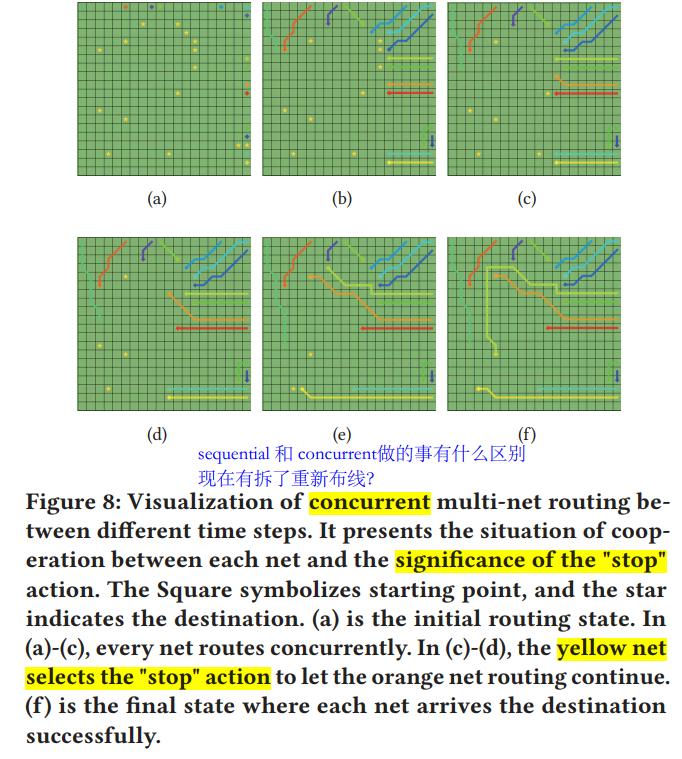 (a)
(b)
(c)
(d)
(e)
(f)
sequential 和 concurrent做的事有什么区别
现在有拆了重新布线?
Figure 8: Visualization of concurrent multi-net routing be-
tween different time steps. It presents the situation of coop-
eration between each net and the significance of the "stop"
action. The Square symbolizes starting point, and the star
indicates the destination. (a) is the initial routing state. In
(a)-(c), every net routes concurrently. In (c)-(d), the yellow net
selects the "stop" action to let the orange net routing continue.
(f) is the final state where each net arrives the destination
successfully.